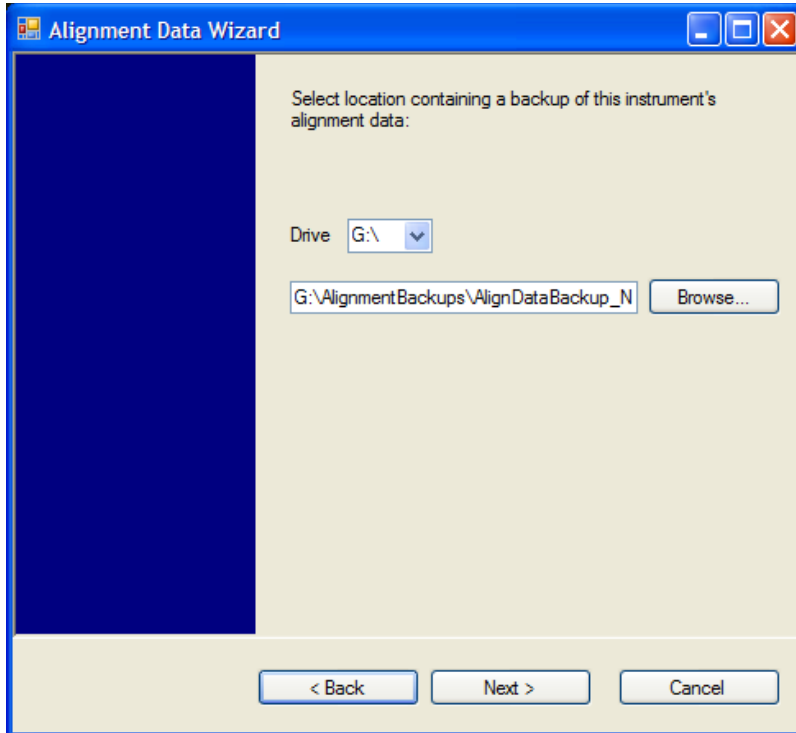 Alignment Data Wizard
Select location containing a backup of this instrument's
alignment data:
Drive G:\
G:\AlignmentBackups\AlignDataBackup_N Browse...
< Back Next > Cancel